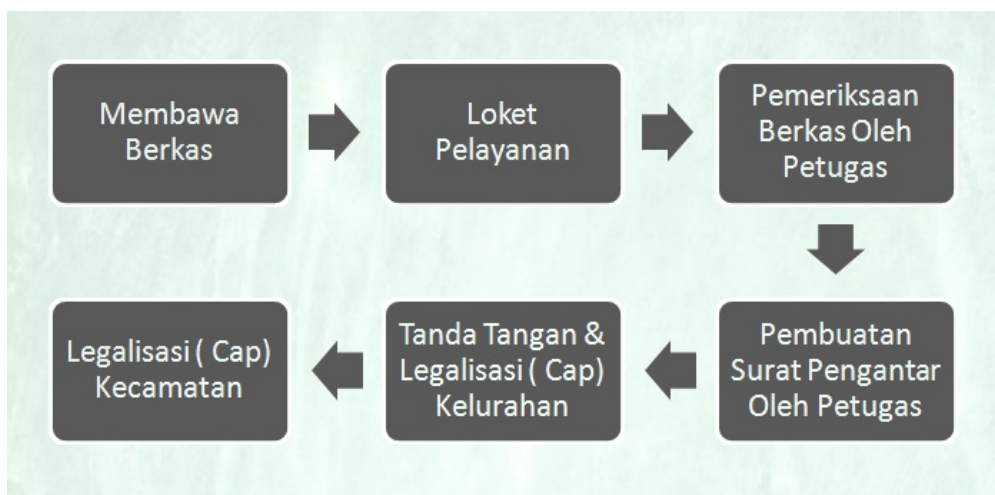 Membawa
Berkas
Loket
Pelayanan
Pemeriksaan
Berkas Oleh
Petugas
Pembuatan
Surat Pengantar
Oleh Petugas
Tanda Tangan &
Legalisasi ( Cap)
Kelurahan
Legalisasi ( Cap)
Kecamatan